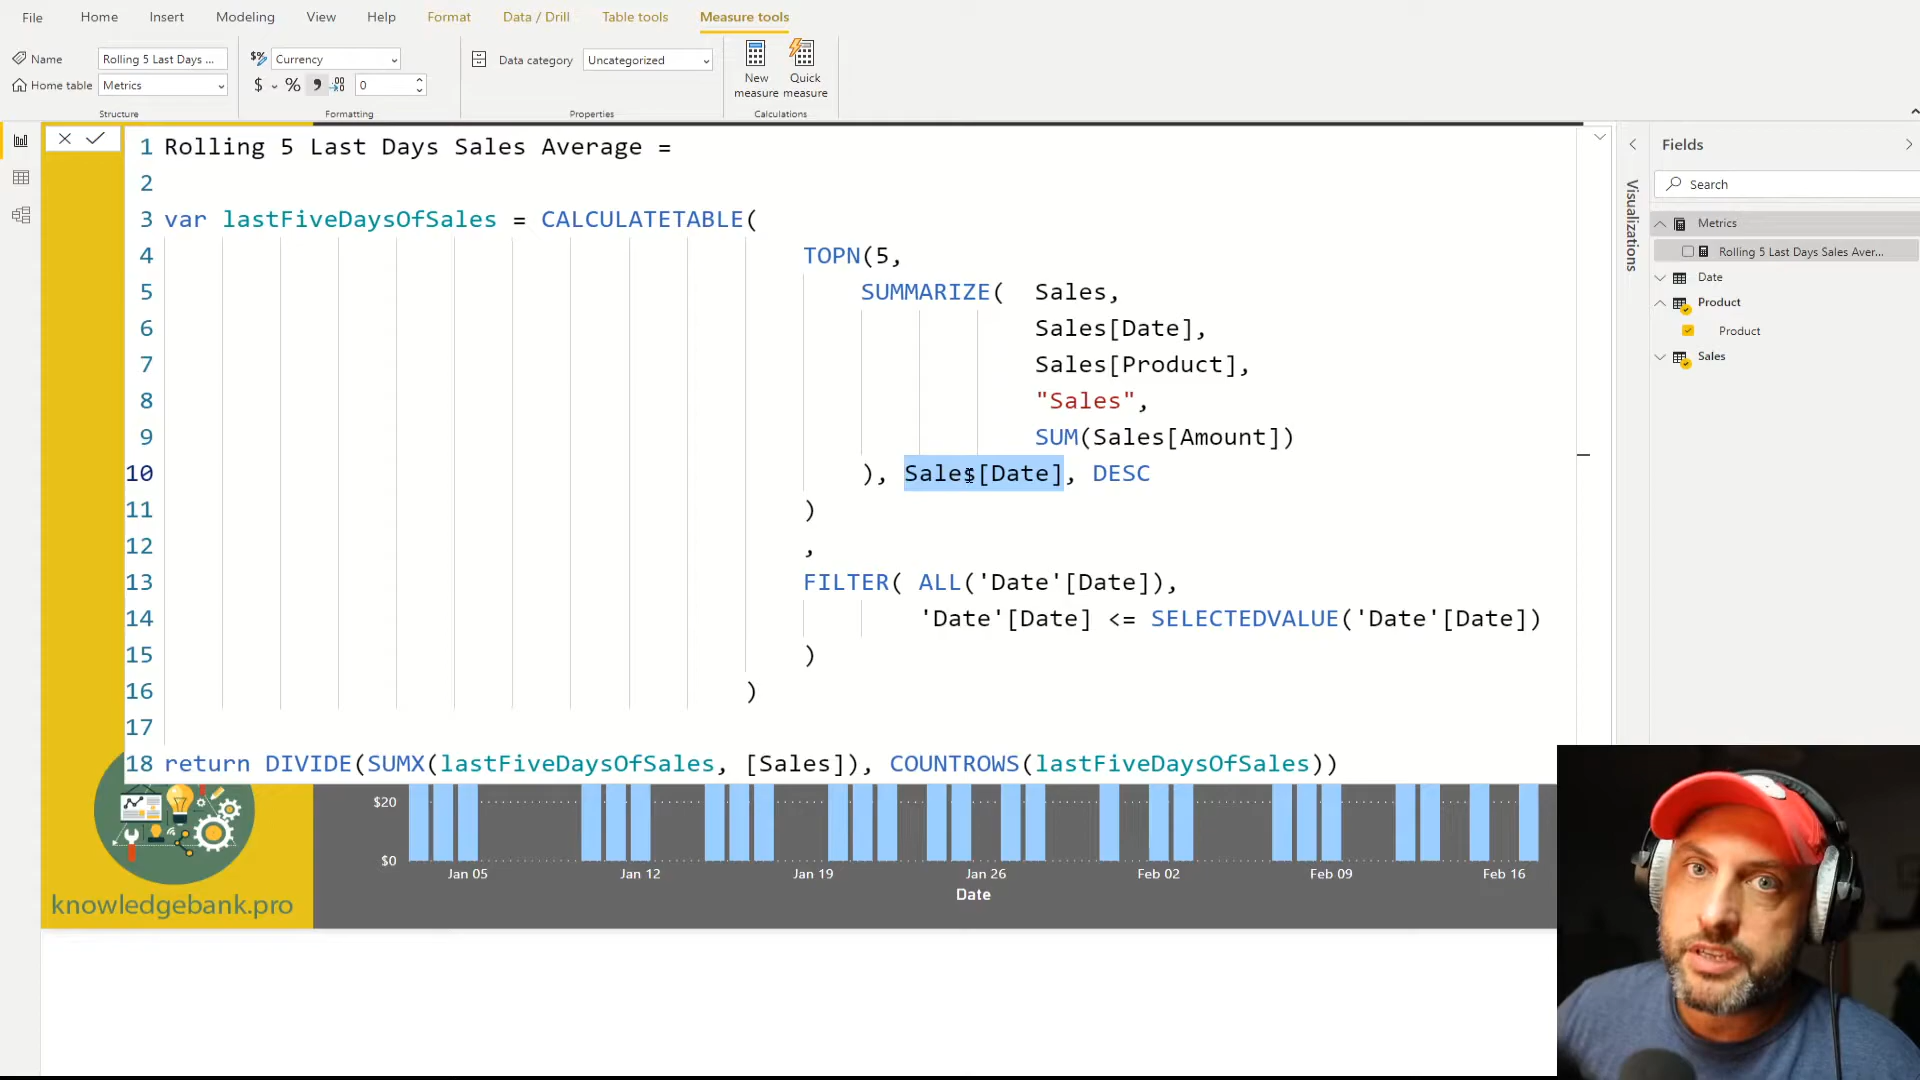 File Home Insert Modeling View Help Format Data / Drill Table tools Measure tools
Name Rolling 5 Last Days ... Currency Data category Uncategorized New measure Quick measure
Home table Metrics $ % 0
Structure Formatting Properties Calculations
1 Rolling 5 Last Days Sales Average =
2
3 var lastFiveDaysOfSales = CALCULATETABLE(
4 TOPN(5,
5 SUMMARIZE( Sales,
6 Sales[Date],
7 Sales[Product],
8 "Sales",
9 SUM(Sales[Amount])
10 ), Sales[Date], DESC
11 )
12 ,
13 FILTER( ALL('Date'[Date]),
14 'Date'[Date] <= SELECTEDVALUE('Date'[Date])
15 )
16 )
17
18 return DIVIDE(SUMX(lastFiveDaysOfSales, [Sales]), COUNTROWS(lastFiveDaysOfSales))
$20
$0
Jan 05 Jan 12 Jan 19 Jan 26 Feb 02 Feb 09 Feb 16
Date
knowledgebank.pro
Visualizations
Fields
Search
Metrics
Rolling 5 Last Days Sales Aver...
Date
Product
Product
Sales